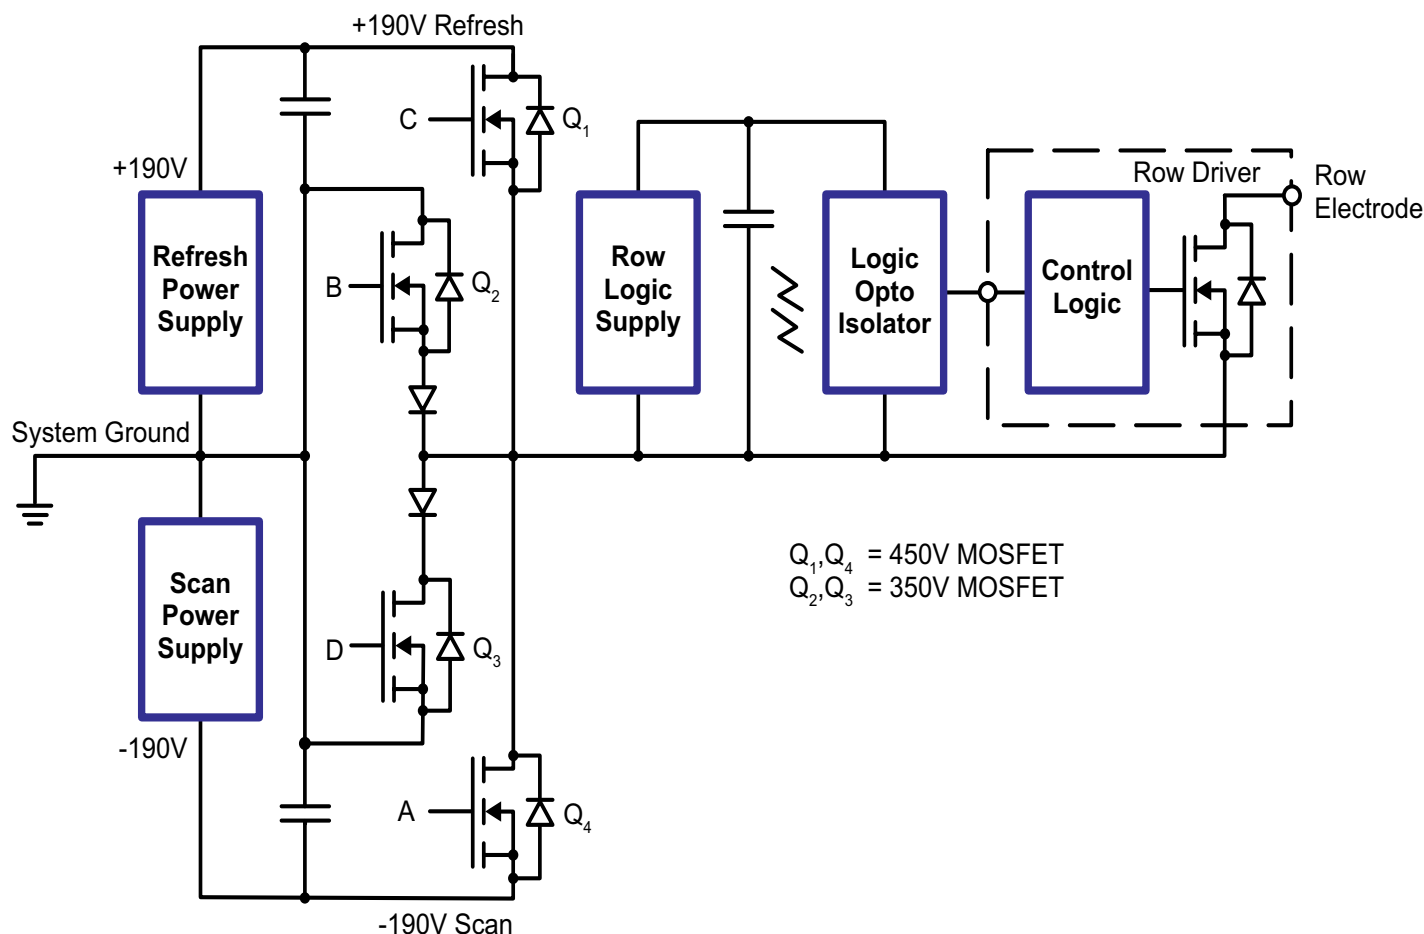 +190V Refresh
C
Q1
+190V
Refresh
Power
Supply
B
Q2
Row
Logic
Supply
Logic
Opto
Isolator
Row Driver
Control
Logic
Row
Electrode
System Ground
Scan
Power
Supply
-190V
D
Q3
Q1,Q4 = 450V MOSFET
Q2,Q3 = 350V MOSFET
A
Q4
-190V Scan